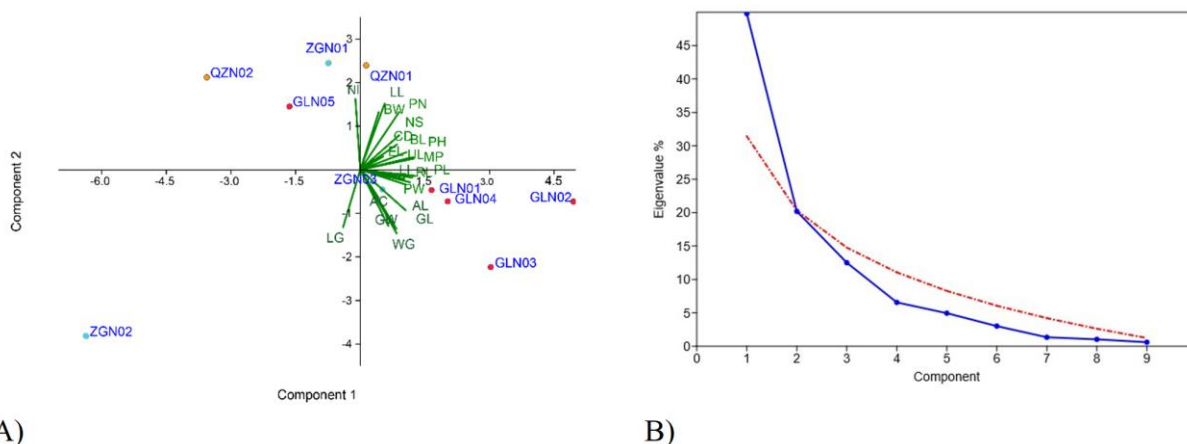 3
ZGN01
QZN02
QZN01
2
NI
LL
GLN05
BW PN
1
NS
CD
BL PH
EL
UL MP
PL
-6.0
-4.5
-3.0
-1.5
1.5
3.0
4.5
ZGN03
PW
GLN01
AC
AL
GLN04
GLN02
-1
GW
GL
LG
WG
GLN03
-2
-3
ZGN02
-4
Component 2
Component 1
A)
45
40
35
30
25
20
15
10
5
0
0 1 2 3 4 5 6 7 8 9
Eigenvalue %
Component
B)